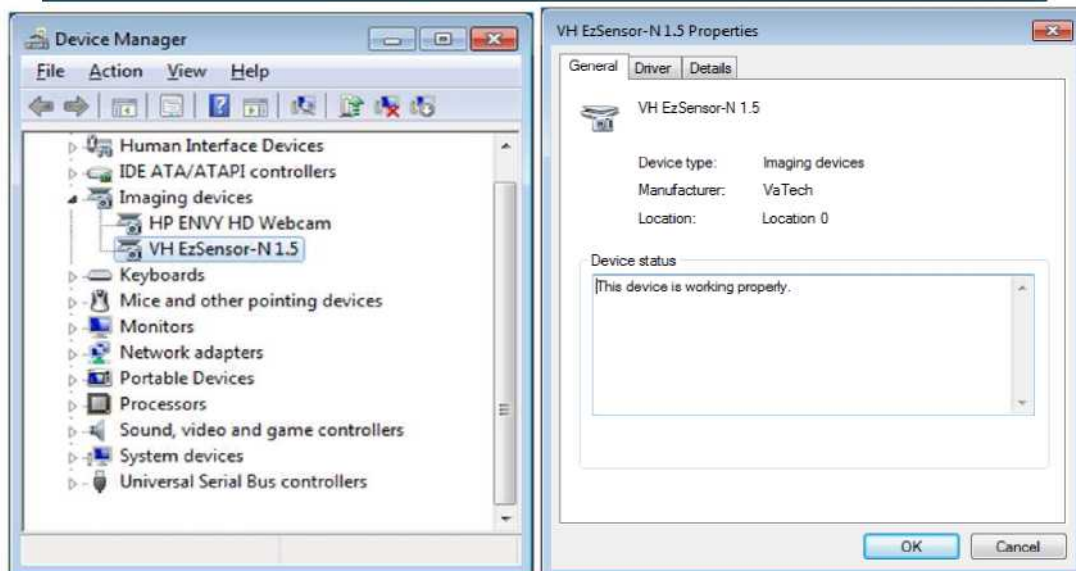 Device Manager
File Action View Help
Human Interface Devices
IDE ATA/ATAPI controllers
Imaging devices
HP ENVY HD Webcam
VH EzSensor-N 1.5
Keyboards
Mice and other pointing devices
Monitors
Network adapters
Portable Devices
Processors
Sound, video and game controllers
System devices
Universal Serial Bus controllers
VH EzSensor-N 1.5 Properties
General Driver Details
VH EzSensor-N 1.5
Device type: Imaging devices
Manufacturer: VaTech
Location: Location 0
Device status
This device is working properly.
OK Cancel